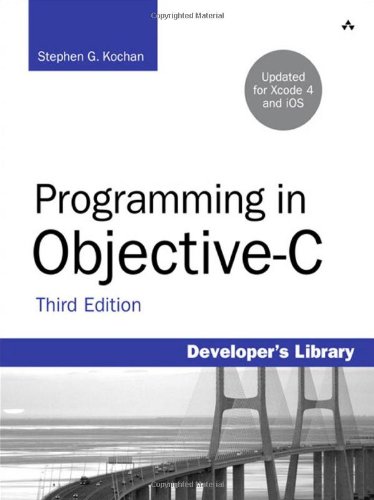 Copyrighted Material
Stephen G. Kochan
Updated
for Xcode 4
and iOS
Programming in
Objective-C
Third Edition
Developer's Library
Copyrighted Material